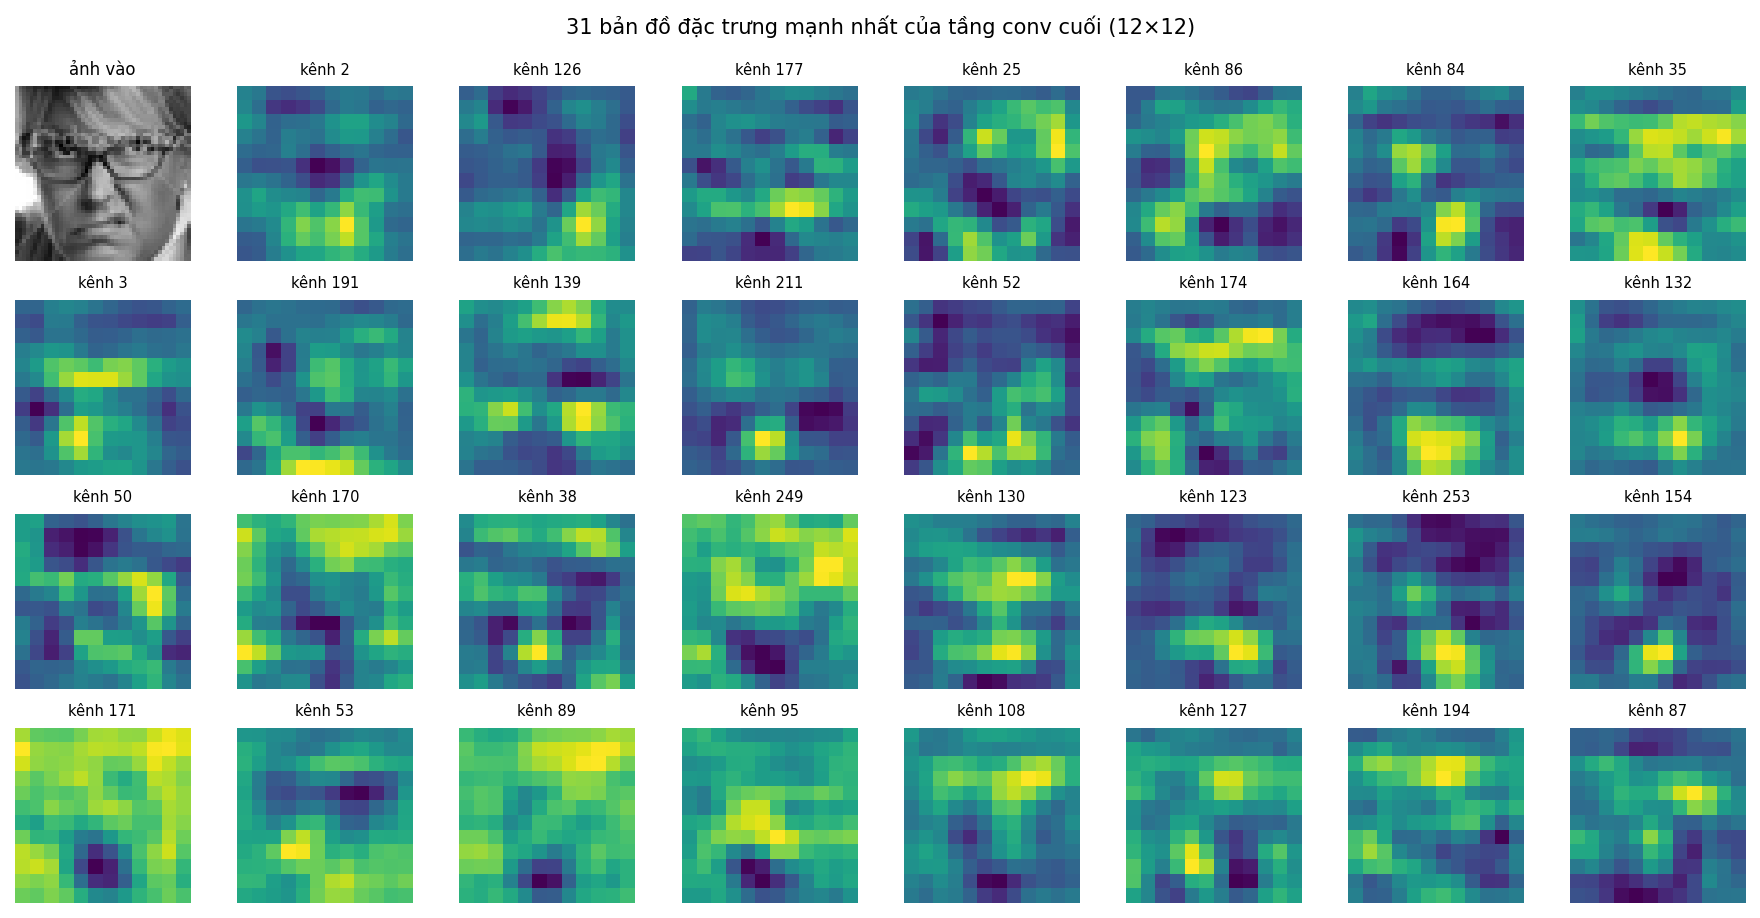 31 bản đồ đặc trưng mạnh nhất của tầng conv cuối (12×12)
ảnh vào
kênh 2
kênh 126
kênh 177
kênh 25
kênh 86
kênh 84
kênh 35
kênh 3
kênh 191
kênh 139
kênh 211
kênh 52
kênh 174
kênh 164
kênh 132
kênh 50
kênh 170
kênh 38
kênh 249
kênh 130
kênh 123
kênh 253
kênh 154
kênh 171
kênh 53
kênh 89
kênh 95
kênh 108
kênh 127
kênh 194
kênh 87